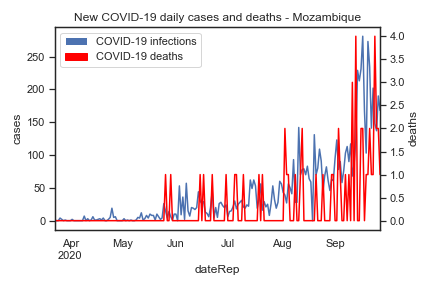 New COVID-19 daily cases and deaths - Mozambique
COVID-19 infections
COVID-19 deaths
cases
250
200
150
100
50
0
deaths
4.0
3.5
3.0
2.5
2.0
1.5
1.0
0.5
0.0
Apr May Jun Jul Aug Sep
2020
dateRep